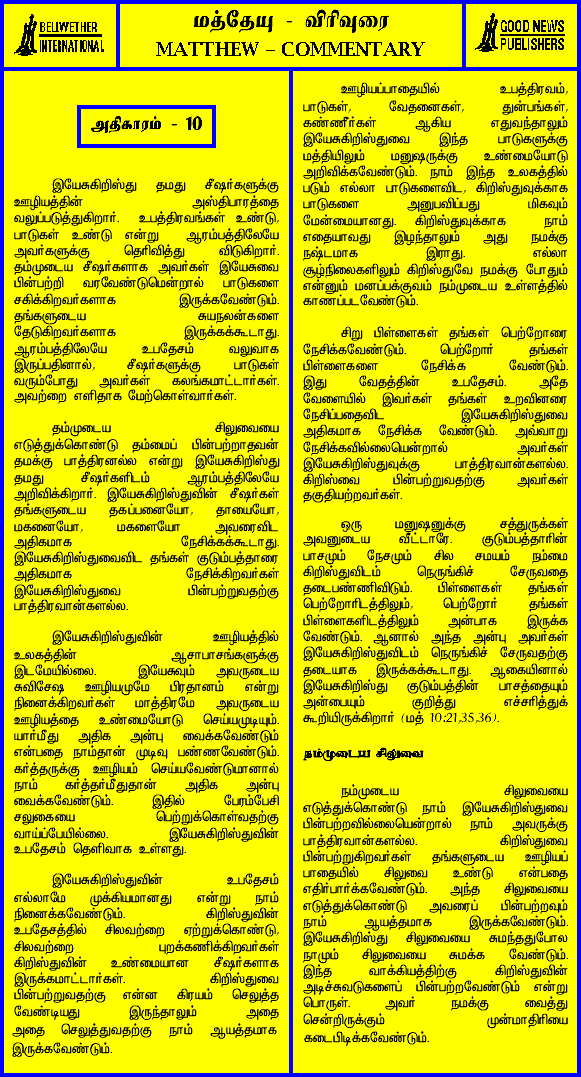 BELIWETHER
INTERNATIONAL
மத்தேயு - விரிவுரை
MATTHEW – COMMENTARY
GOOD NEWS
PUBLISHERS
அதிகாரம் - 10
இயேசுகிறிஸ்து தமது சீஷர்களுக்கு
ஊழியத்தின் அஸ்திபாரத்தை
வலுப்படுத்துகிறார். உபத்திரவங்கள் உண்டு,
பாடுகள் உண்டு என்று ஆரம்பத்திலேயே
அவர்களுக்கு தெரிவித்து விடுகிறார்.
தம்முடைய சீஷர்களாக அவர்கள் இயேசுவை
பின்பற்றி வரவேண்டுமென்றால் பாடுகளை
சகிக்கிறவர்களாக இருக்கவேண்டும்.
தங்களுடைய சுயநலன்களை
தேடுகிறவர்களாக இருக்கக்கூடாது.
ஆரம்பத்திலேயே உபதேசம் வலுவாக
இருப்பதினால், சீஷர்களுக்கு பாடுகள்
வரும்போது அவர்கள் கலங்கமாட்டார்கள்.
அவற்றை எளிதாக மேற்கொள்வார்கள்.
தம்முடைய சிலுவையை
எடுத்துக்கொண்டு தம்மைப் பின்பற்றாதவன்
தமக்கு பாத்திரனல்ல என்று இயேசுகிறிஸ்து
தமது சீஷர்களிடம் ஆரம்பத்திலேயே
அறிவிக்கிறார். இயேசுகிறிஸ்துவின் சீஷர்கள்
தங்களுடைய தகப்பனையோ, தாயையோ,
மகனையோ, மகளையோ அவரைவிட
அதிகமாக நேசிக்கக்கூடாது.
இயேசுகிறிஸ்துவைவிட தங்கள் குடும்பத்தாரை
அதிகமாக நேசிக்கிறவர்கள்
இயேசுகிறிஸ்துவை பின்பற்றுவதற்கு
பாத்திரவான்களல்ல.
இயேசுகிறிஸ்துவின் ஊழியத்தில்
உலகத்தின் ஆசாபாசங்களுக்கு
இடமேயில்லை. இயேசுவும் அவருடைய
சுவிசேஷ ஊழியமுமே பிரதானம் என்று
நினைக்கிறவர்கள் மாத்திரமே அவருடைய
ஊழியத்தை உண்மையோடு செய்யமுடியும்.
யார்மீது அதிக அன்பு வைக்கவேண்டும்
என்பதை நாம்தான் முடிவு பண்ணவேண்டும்.
கர்த்தருக்கு ஊழியம் செய்யவேண்டுமானால்
நாம் கர்த்தர்மீதுதான் அதிக அன்பு
வைக்கவேண்டும். இதில் பேரம்பேசி
சலுகையை பெற்றுக்கொள்வதற்கு
வாய்ப்பேயில்லை. இயேசுகிறிஸ்துவின்
உபதேசம் தெளிவாக உள்ளது.
இயேசுகிறிஸ்துவின் உபதேசம்
எல்லாமே முக்கியமானது என்று நாம்
நினைக்கவேண்டும். கிறிஸ்துவின்
உபதேசத்தில் சிலவற்றை ஏற்றுக்கொண்டு,
சிலவற்றை புறக்கணிக்கிறவர்கள்
கிறிஸ்துவின் உண்மையான சீஷர்களாக
இருக்கமாட்டார்கள். கிறிஸ்துவை
பின்பற்றுவதற்கு என்ன கிரயம் செலுத்த
வேண்டியது இருந்தாலும் அதை
அதை செலுத்துவதற்கு நாம் ஆயத்தமாக
இருக்கவேண்டும்.
ஊழியப்பாதையில் உபத்திரவம்,
பாடுகள், வேதனைகள், துன்பங்கள்,
கண்ணீர்கள் ஆகிய எதுவந்தாலும்
இயேசுகிறிஸ்துவை இந்த பாடுகளுக்கு
மத்தியிலும் மனுஷருக்கு உண்மையோடு
அறிவிக்கவேண்டும். நாம் இந்த உலகத்தில்
படும் எல்லா பாடுகளைவிட, கிறிஸ்துவுக்காக
பாடுகளை அனுபவிப்பது மிகவும்
மேன்மையானது. கிறிஸ்துவுக்காக நாம்
எதையாவது இழந்தாலும் அது நமக்கு
நஷ்டமாக இராது. எல்லா
சூழ்நிலைகளிலும் கிறிஸ்துவே நமக்கு போதும்
என்னும் மனப்பக்குவம் நம்முடைய உள்ளத்தில்
காணப்படவேண்டும்.
சிறு பிள்ளைகள் தங்கள் பெற்றோரை
நேசிக்கவேண்டும். பெற்றோர் தங்கள்
பிள்ளைகளை நேசிக்க வேண்டும்.
இது வேதத்தின் உபதேசம். அதே
வேளையில் இவர்கள் தங்கள் உறவினரை
நேசிப்பதைவிட இயேசுகிறிஸ்துவை
அதிகமாக நேசிக்க வேண்டும். அவ்வாறு
நேசிக்கவில்லையென்றால் அவர்கள்
இயேசுகிறிஸ்துவுக்கு பாத்திரவான்களல்ல.
கிறிஸ்வை பின்பற்றுவதற்கு அவர்கள்
தகுதியற்றவர்கள்.
ஒரு மனுஷனுக்கு சத்துருக்கள்
அவனுடைய வீட்டாரே. குடும்பத்தாரின்
பாசமும் நேசமும் சில சமயம் நம்மை
கிறிஸ்துவிடம் நெருங்கிச் சேருவதை
தடைபண்ணிவிடும். பிள்ளைகள் தங்கள்
பெற்றோரிடத்திலும், பெற்றோர் தங்கள்
பிள்ளைகளிடத்திலும் அன்பாக இருக்க
வேண்டும். ஆனால் அந்த அன்பு அவர்கள்
இயேசுகிறிஸ்துவிடம் நெருங்கிச் சேருவதற்கு
தடையாக இருக்கக்கூடாது. ஆகையினால்
இயேசுகிறிஸ்து குடும்பத்தின் பாசத்தையும்
அன்பையும் குறித்து எச்சரித்துக்
கூறியிருக்கிறார் (மத் 10:21,35,36).
நம்முடைய சிலுவை
நம்முடைய சிலுவையை
எடுத்துக்கொண்டு நாம் இயேசுகிறிஸ்துவை
பின்பற்றவில்லையென்றால் நாம் அவருக்கு
பாத்திரவான்களல்ல. கிறிஸ்துவை
பின்பற்றுகிறவர்கள் தங்களுடைய ஊழியப்
பாதையில் சிலுவை உண்டு என்பதை
எதிர்பார்க்கவேண்டும். அந்த சிலுவையை
எடுத்துக்கொண்டு அவரைப் பின்பற்றவும்
நாம் ஆயத்தமாக இருக்கவேண்டும்.
இயேசுகிறிஸ்து சிலுவையை சுமந்ததுபோல
நாமும் சிலுவையை சுமக்க வேண்டும்.
இந்த வாக்கியத்திற்கு கிறிஸ்துவின்
அடிச்சுவடுகளைப் பின்பற்றவேண்டும் என்று
பொருள். அவர் நமக்கு வைத்து
சென்றிருக்கும் முன்மாதிரியை
கடைபிடிக்கவேண்டும்.